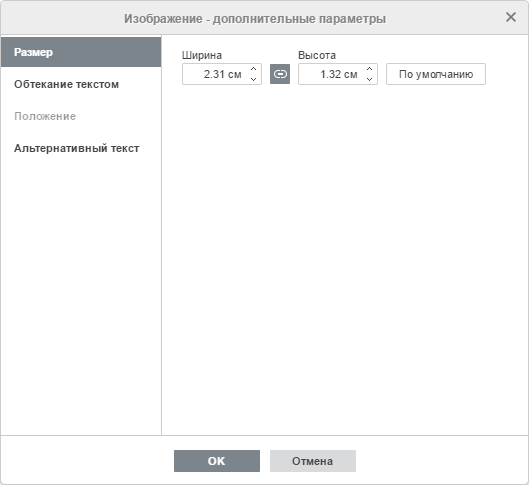 Изображение - дополнительные параметры
Размер
Обтекание текстом
Положение
Альтернативный текст
Ширина
Высота
2.31 см
1.32 см
По умолчанию
OK
Отмена